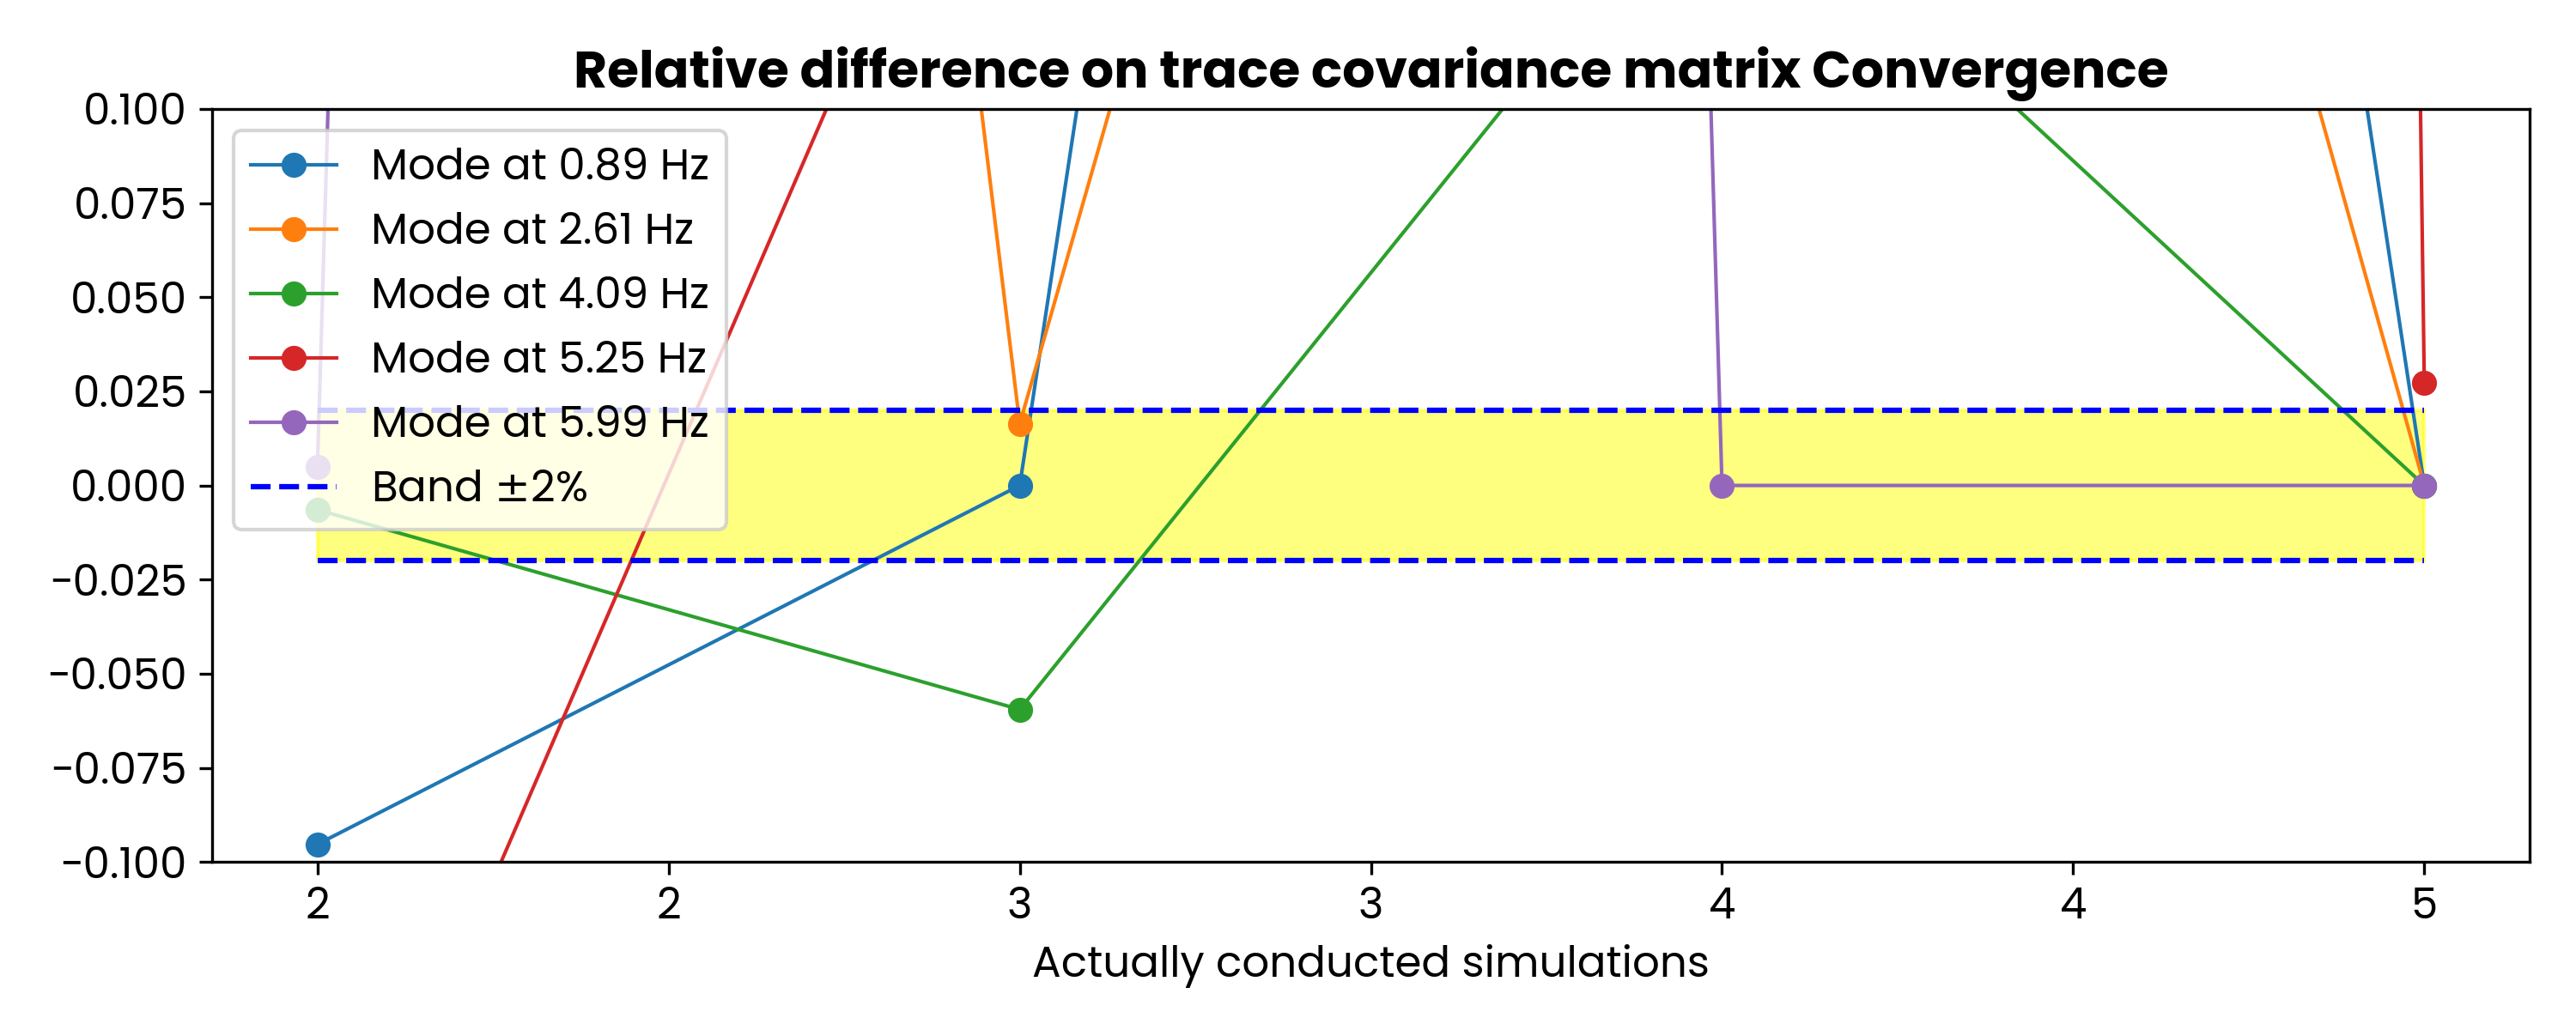 Relative difference on trace covariance matrix Convergence
0.100
0.075
0.050
0.025
0.000
−0.025
−0.050
−0.075
−0.100
Mode at 0.89 Hz
Mode at 2.61 Hz
Mode at 4.09 Hz
Mode at 5.25 Hz
Mode at 5.99 Hz
Band ±2%
2 2 3 3 4 4 5
Actually conducted simulations